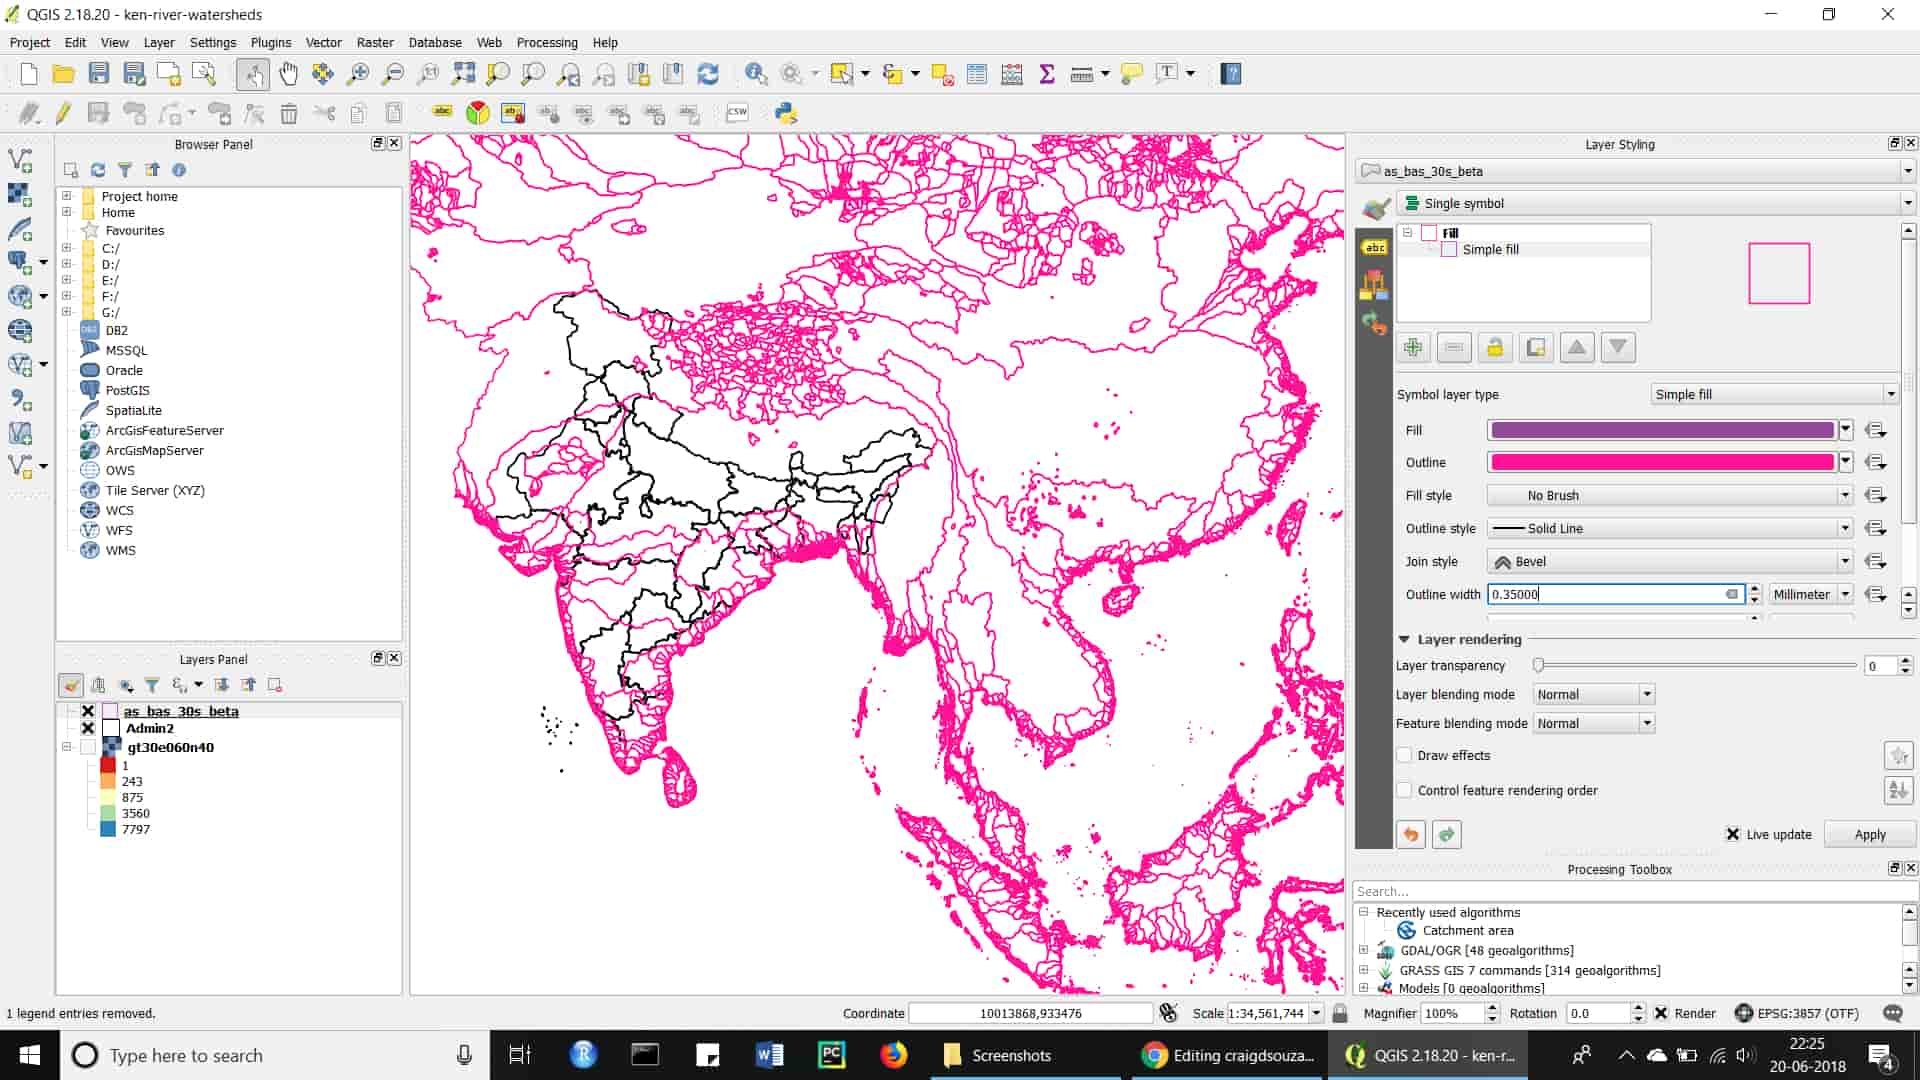 QGIS 2.18.20 - ken-river-watersheds
Project Edit View Layer Settings Plugins Vector Raster Database Web Processing Help
Browser Panel
Project home
Home
Favourites
C:/
D:/
E:/
F:/
G:/
DB2
MSSQL
Oracle
PostGIS
SpatiaLite
ArcGisFeatureServer
ArcGisMapServer
OWS
Tile Server (XYZ)
WCS
WFS
WMS
Layers Panel
as_bas_30s_beta
Admin2
gt30e060n40
1
243
875
3560
7797
Layer Styling
as_bas_30s_beta
Single symbol
Fill
Simple fill
Symbol layer type Simple fill
Fill
Outline
Fill style No Brush
Outline style Solid Line
Join style Bevel
Outline width 0.35000 Millimeter
Layer rendering
Layer transparency 0
Layer blending mode Normal
Feature blending mode Normal
Draw effects
Control feature rendering order
Live update Apply
Processing Toolbox
Search...
Recently used algorithms
Catchment area
GDAL/OGR [48 geoalgorithms]
GRASS GIS 7 commands [314 geoalgorithms]
Models [0 geoalgorithms]
1 legend entries removed. Coordinate 10013868,933476 Scale 1:34,561,744 Magnifier 100% Rotation 0.0 Render EPSG:3857 (OTF)
Type here to search Screenshots Editing craigdsouza... QGIS 2.18.20 - ken-r... 22:25
20-06-2018
4